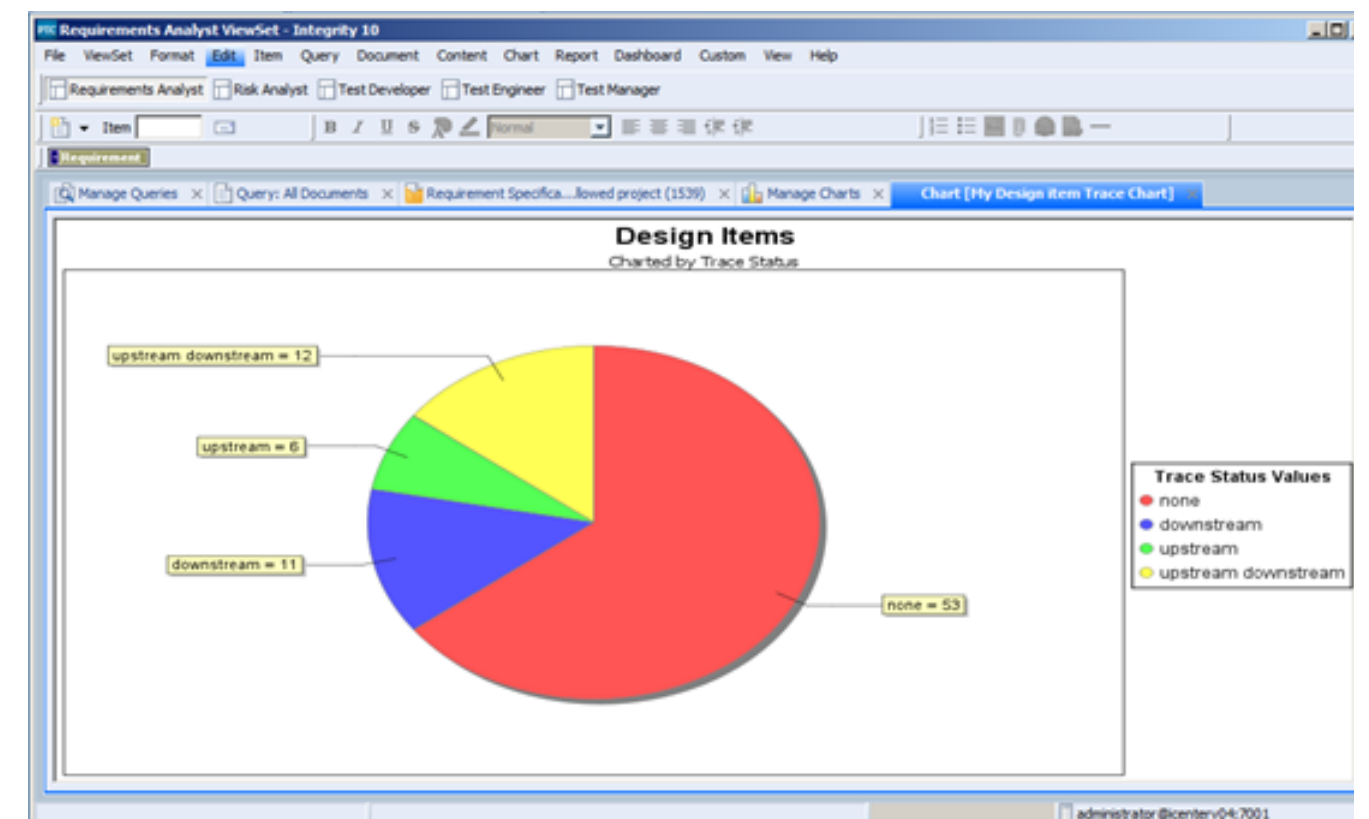 PTC Requirements Analyst ViewSet - Integrity 10
File ViewSet Format Edit Item Query Document Content Chart Report Dashboard Custom View Help
Requirements Analyst Risk Analyst Test Developer Test Engineer Test Manager
Item B I U S Normal
Requirement
Manage Queries × Query: All Documents × Requirement Specifica....llowed project (1539) × Manage Charts × Chart [My Design item Trace Chart] ×
Design Items
Charted by Trace Status
upstream downstream = 12
upstream = 6
downstream = 11
none = 53
Trace Status Values
none
downstream
upstream
upstream downstream
administrator@icenterv04:7001